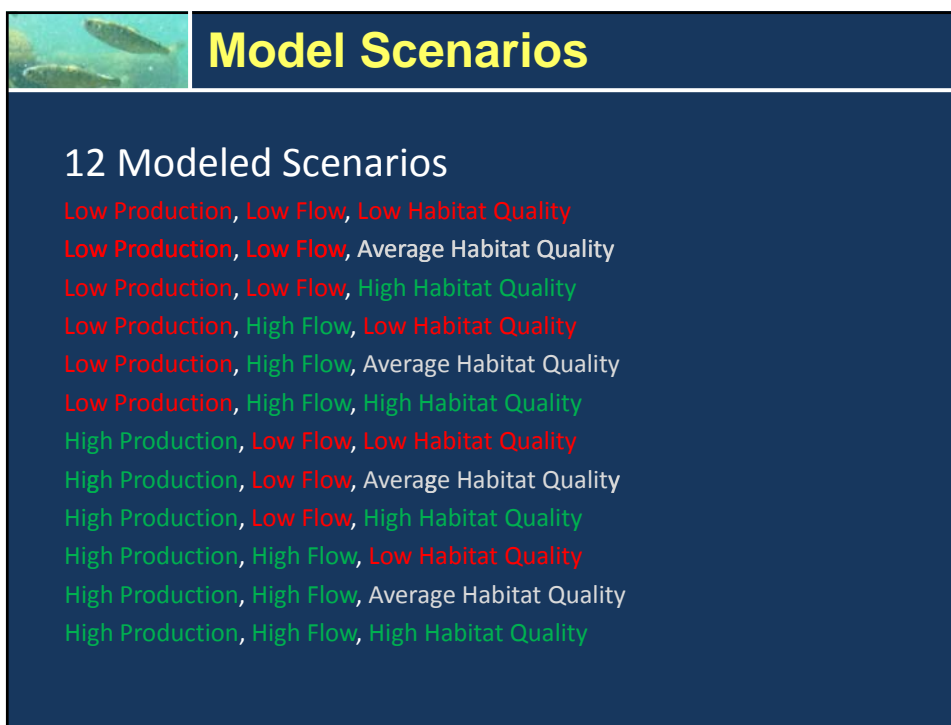 Model Scenarios
12 Modeled Scenarios
Low Production, Low Flow, Low Habitat Quality
Low Production, Low Flow, Average Habitat Quality
Low Production, Low Flow, High Habitat Quality
Low Production, High Flow, Low Habitat Quality
Low Production, High Flow, Average Habitat Quality
Low Production, High Flow, High Habitat Quality
High Production, Low Flow, Low Habitat Quality
High Production, Low Flow, Average Habitat Quality
High Production, Low Flow, High Habitat Quality
High Production, High Flow, Low Habitat Quality
High Production, High Flow, Average Habitat Quality
High Production, High Flow, High Habitat Quality